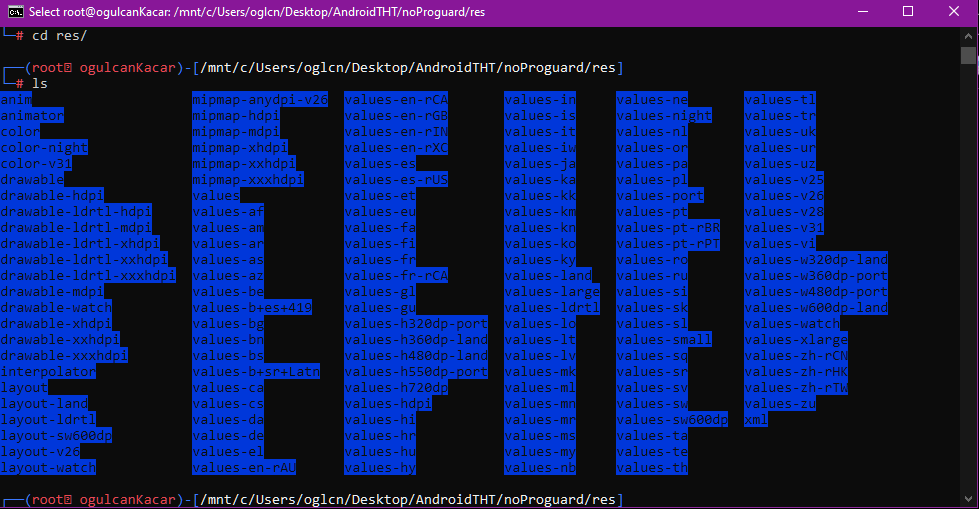 Select root@ogulcanKacar: /mnt/c/Users/oglcn/Desktop/AndroidTHT/noProguard/res
└─# cd res/
┌──(root💀ogulcanKacar)-[/mnt/c/Users/oglcn/Desktop/AndroidTHT/noProguard/res]
└─# ls
anim mipmap-anydpi-v26 values-en-rCA values-in values-ne values-tl
animator mipmap-hdpi values-en-rGB values-is values-night values-tr
color mipmap-mdpi values-en-rIN values-it values-nl values-uk
color-night mipmap-xhdpi values-en-rXC values-iw values-or values-ur
color-v31 mipmap-xxhdpi values-es values-ja values-pa values-uz
drawable mipmap-xxxhdpi values-es-rUS values-ka values-pl values-v25
drawable-hdpi values values-et values-kk values-port values-v26
drawable-ldrtl-hdpi values-af values-eu values-km values-pt values-v28
drawable-ldrtl-mdpi values-am values-fa values-kn values-pt-rBR values-v31
drawable-ldrtl-xhdpi values-ar values-fi values-ko values-pt-rPT values-vi
drawable-ldrtl-xxhdpi values-as values-fr values-ky values-ro values-w320dp-land
drawable-ldrtl-xxxhdpi values-az values-fr-rCA values-land values-ru values-w360dp-port
drawable-mdpi values-be values-gl values-large values-si values-w480dp-port
drawable-watch values-b+es+419 values-gu values-ldrtl values-sk values-w600dp-land
drawable-xhdpi values-bg values-h320dp-port values-lo values-sl values-watch
drawable-xxhdpi values-bn values-h360dp-land values-lt values-small values-xlarge
drawable-xxxhdpi values-bs values-h480dp-land values-lv values-sq values-zh-rCN
interpolator values-b+sr+Latn values-h550dp-port values-mk values-sr values-zh-rHK
layout values-ca values-h720dp values-ml values-sv values-zh-rTW
layout-land values-cs values-hdpi values-mn values-sw values-zu
layout-ldrtl values-da values-hi values-mr values-sw600dp xml
layout-sw600dp values-de values-hr values-ms values-ta
layout-v26 values-el values-hu values-my values-te
layout-watch values-en-rAU values-hy values-nb values-th
┌──(root💀ogulcanKacar)-[/mnt/c/Users/oglcn/Desktop/AndroidTHT/noProguard/res]